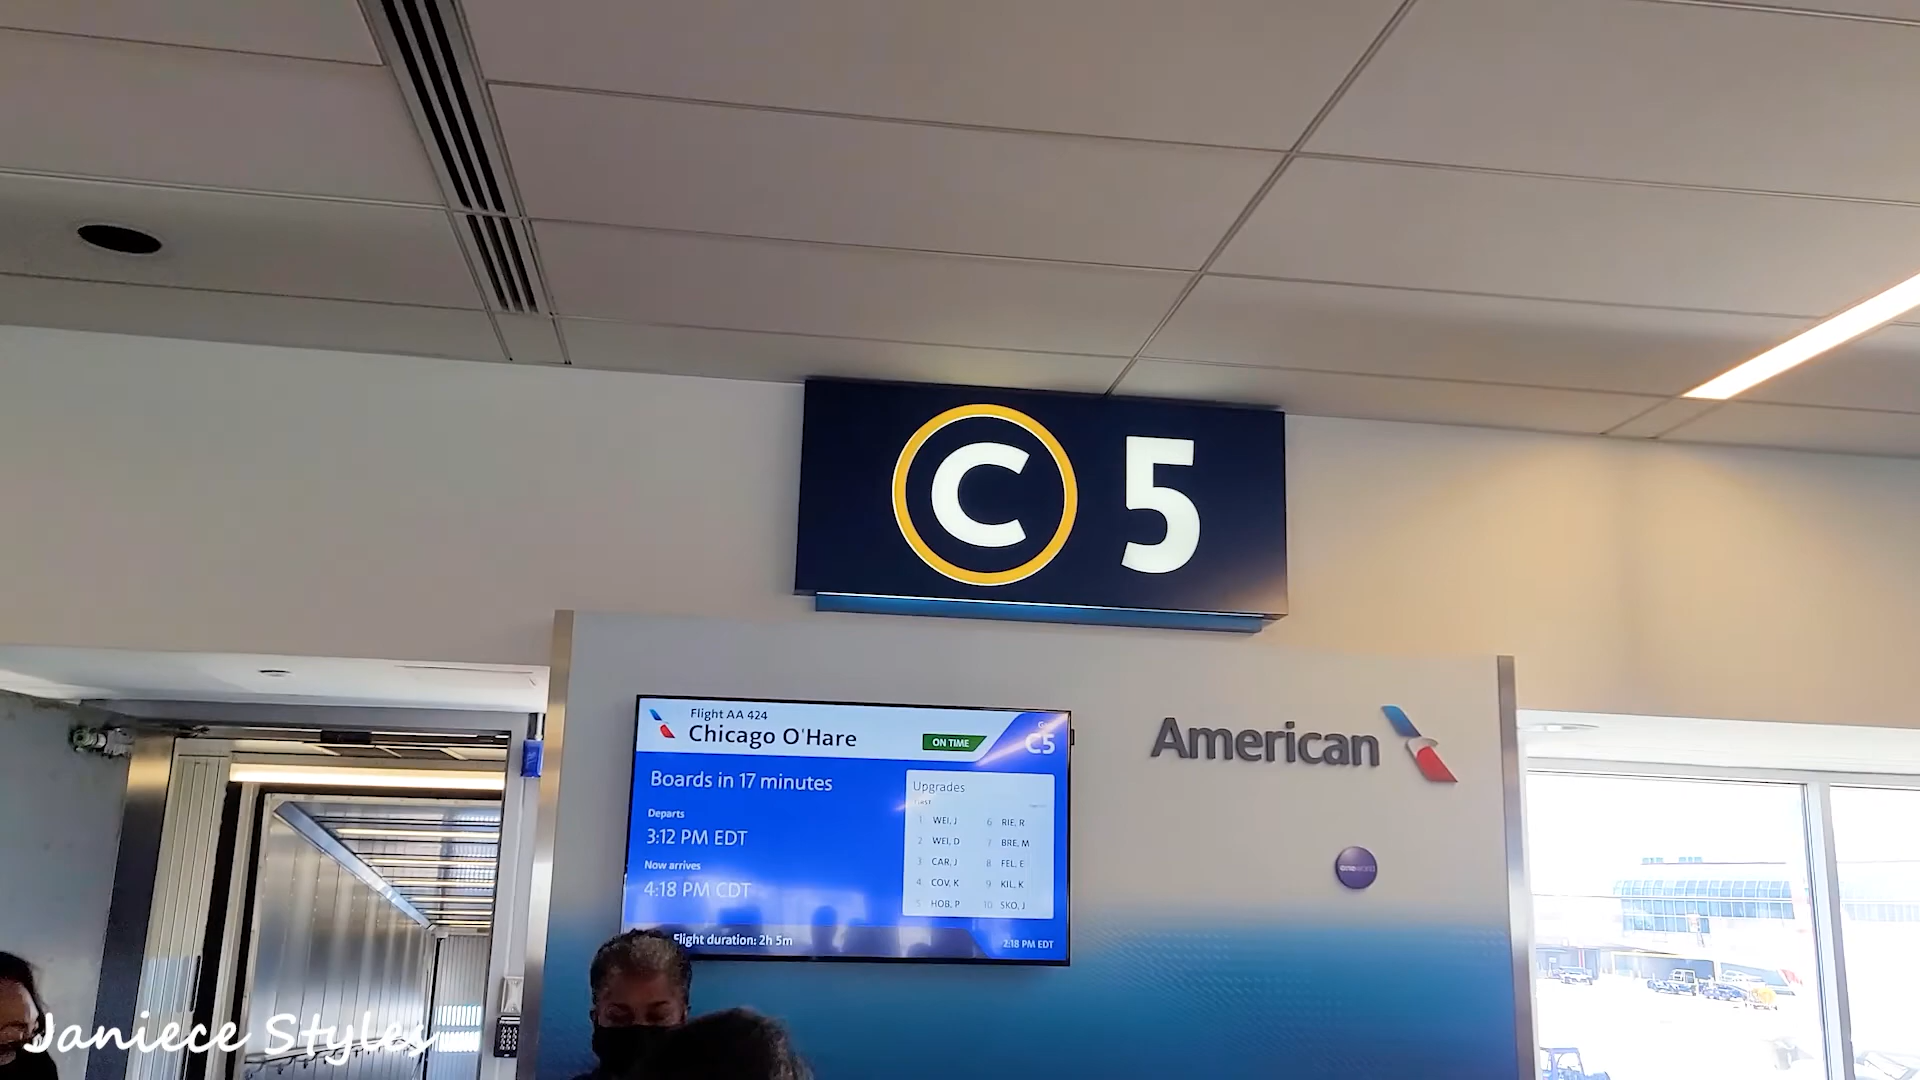 C 5
Flight AA 424
Chicago O'Hare
ON TIME
C5
Boards in 17 minutes
Departs
3:12 PM EDT
Now arrives
4:18 PM CDT
Flight duration: 2h 5m
Upgrades
1 WEI, J
2 WEI, D
3 CAR, J
4 COV, K
5 HOB, P
6 RIE, R
7 BRE, M
8 FEL, E
9 KIL, K
10 SKO, J
2:18 PM EDT
American
oneworld
Janiece Styles